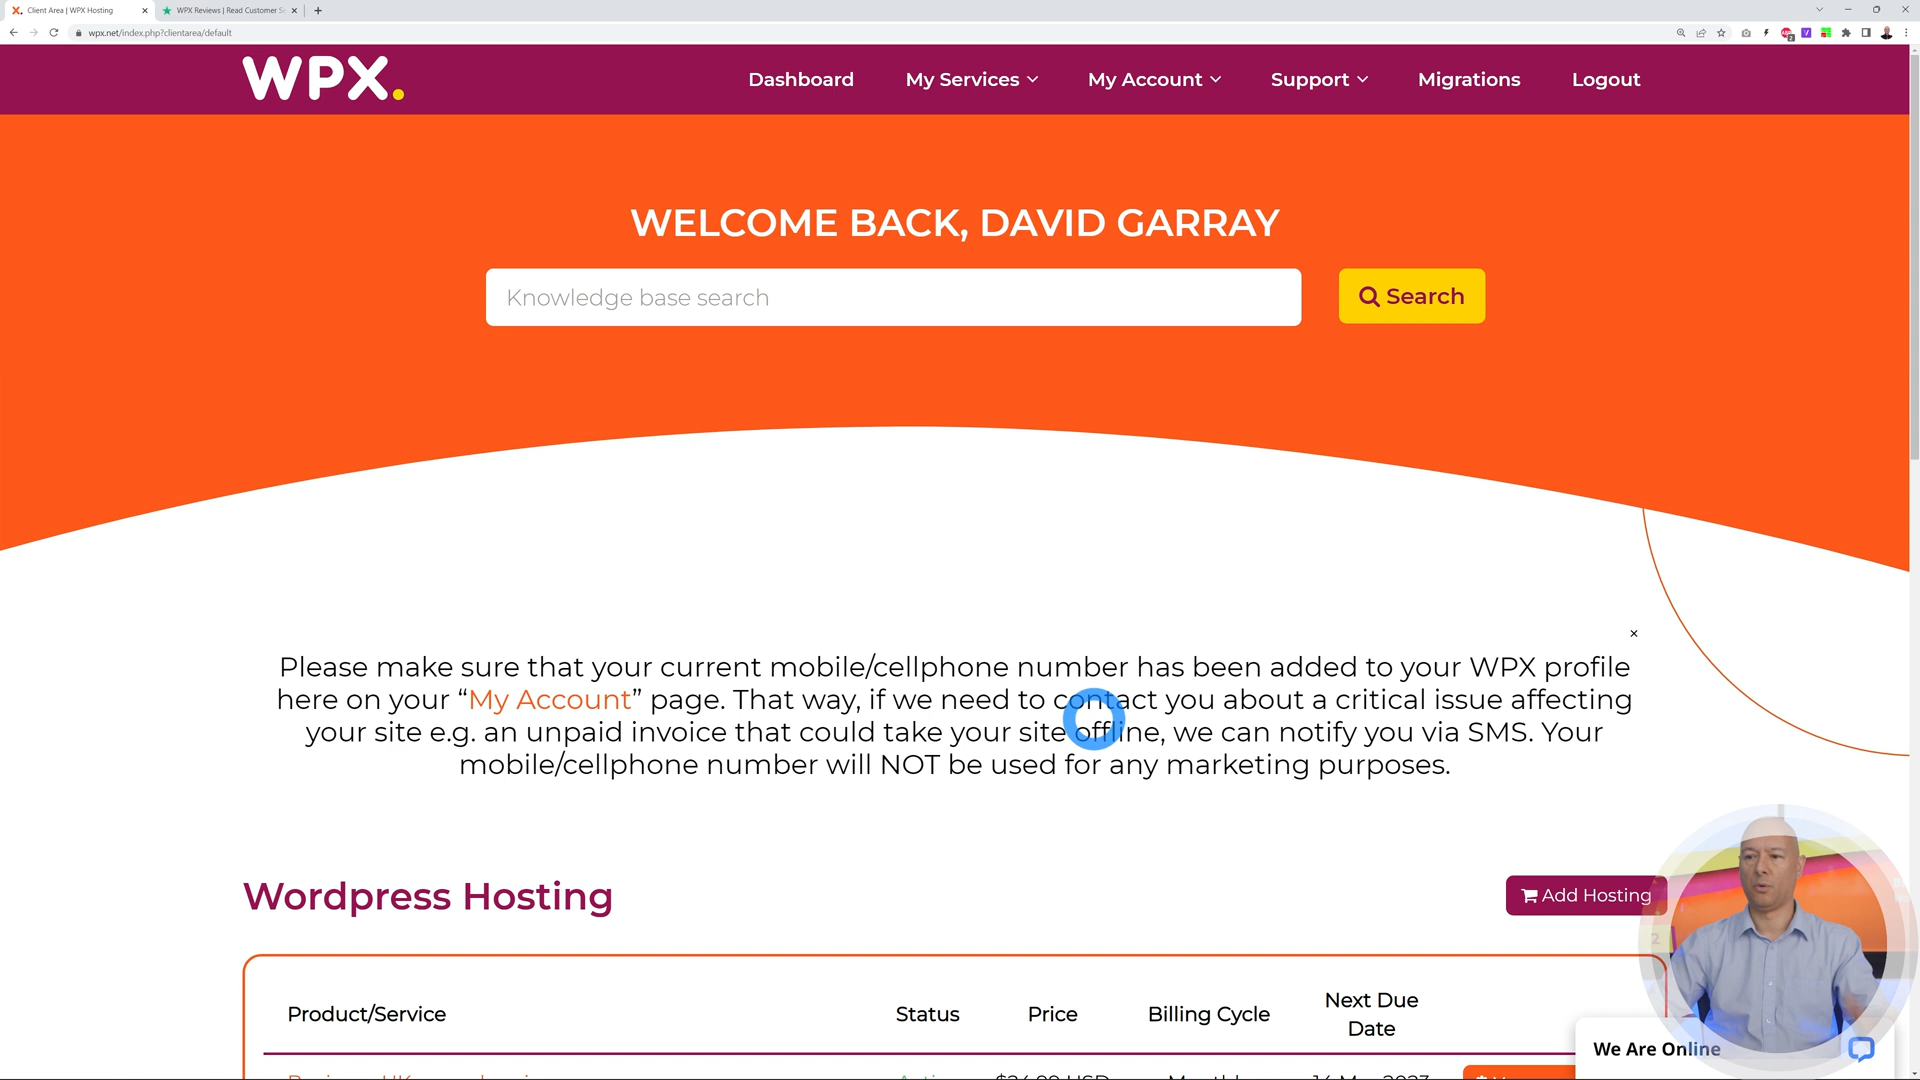 Client Area | WPX Hosting
WPX Reviews | Read Customer Se
wpx.net/index.php?clientarea/default
WPX.
Dashboard
My Services
My Account
Support
Migrations
Logout
WELCOME BACK, DAVID GARRAY
Knowledge base search
Search
Please make sure that your current mobile/cellphone number has been added to your WPX profile
here on your “My Account” page. That way, if we need to contact you about a critical issue affecting
your site e.g. an unpaid invoice that could take your site offline, we can notify you via SMS. Your
mobile/cellphone number will NOT be used for any marketing purposes.
Wordpress Hosting
Add Hosting
Product/Service
Status
Price
Billing Cycle
Next Due
Date
We Are Online